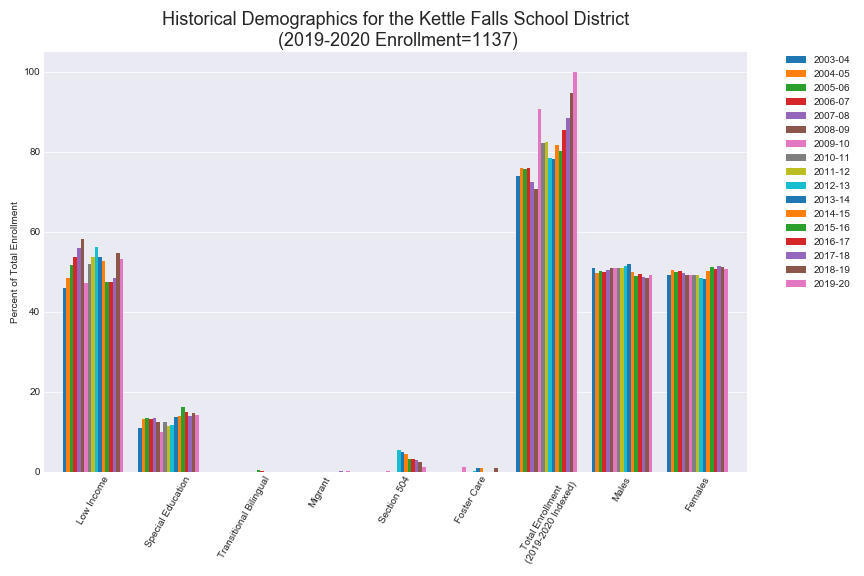 Historical Demographics for the Kettle Falls School District
(2019-2020 Enrollment=1137)
Percent of Total Enrollment
100
80
60
40
20
0
Low Income
Special Education
Transitional Bilingual
Migrant
Section 504
Foster Care
Total Enrollment
(2019-2020 Indexed)
Males
Females
2003-04
2004-05
2005-06
2006-07
2007-08
2008-09
2009-10
2010-11
2011-12
2012-13
2013-14
2014-15
2015-16
2016-17
2017-18
2018-19
2019-20